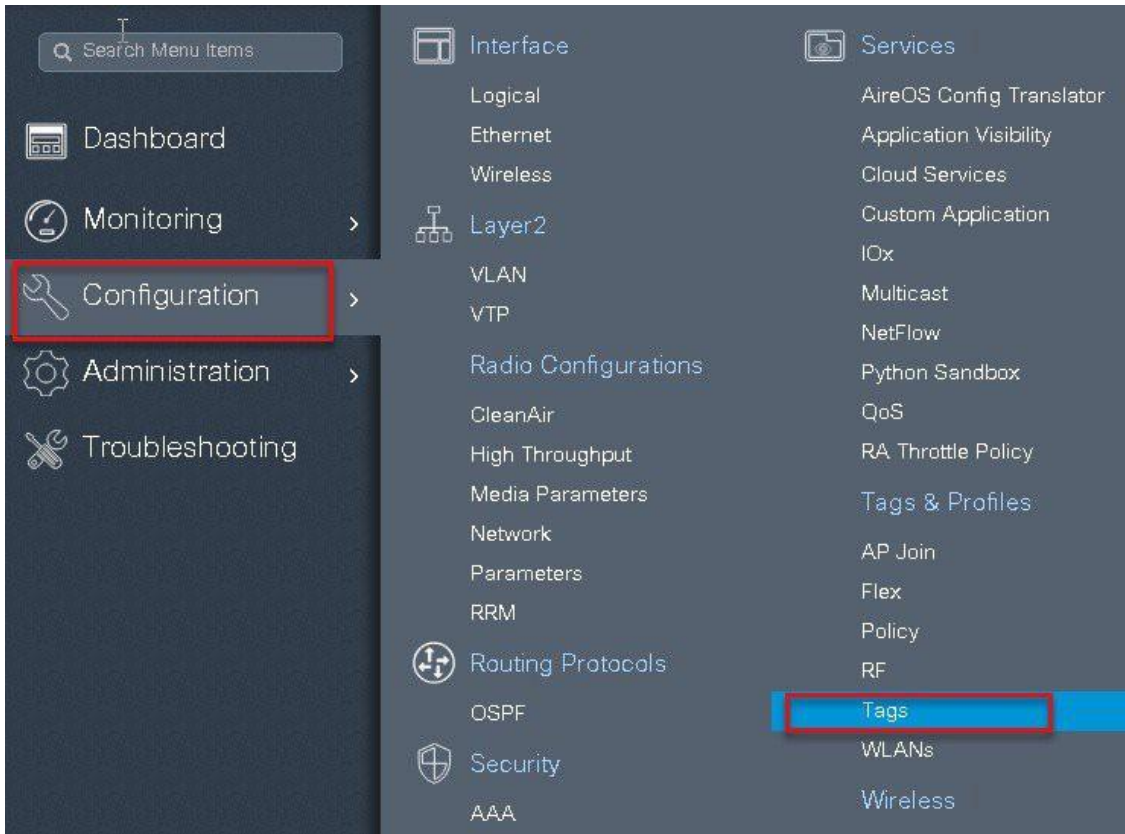 Search Menu Items
Dashboard
Monitoring
Configuration
Administration
Troubleshooting
Interface
Logical
Ethernet
Wireless
Layer2
VLAN
VTP
Radio Configurations
CleanAir
High Throughput
Media Parameters
Network
Parameters
RRM
Routing Protocols
OSPF
Security
AAA
Services
AireOS Config Translator
Application Visibility
Cloud Services
Custom Application
IOx
Multicast
NetFlow
Python Sandbox
QoS
RA Throttle Policy
Tags & Profiles
AP Join
Flex
Policy
RF
Tags
WLANs
Wireless